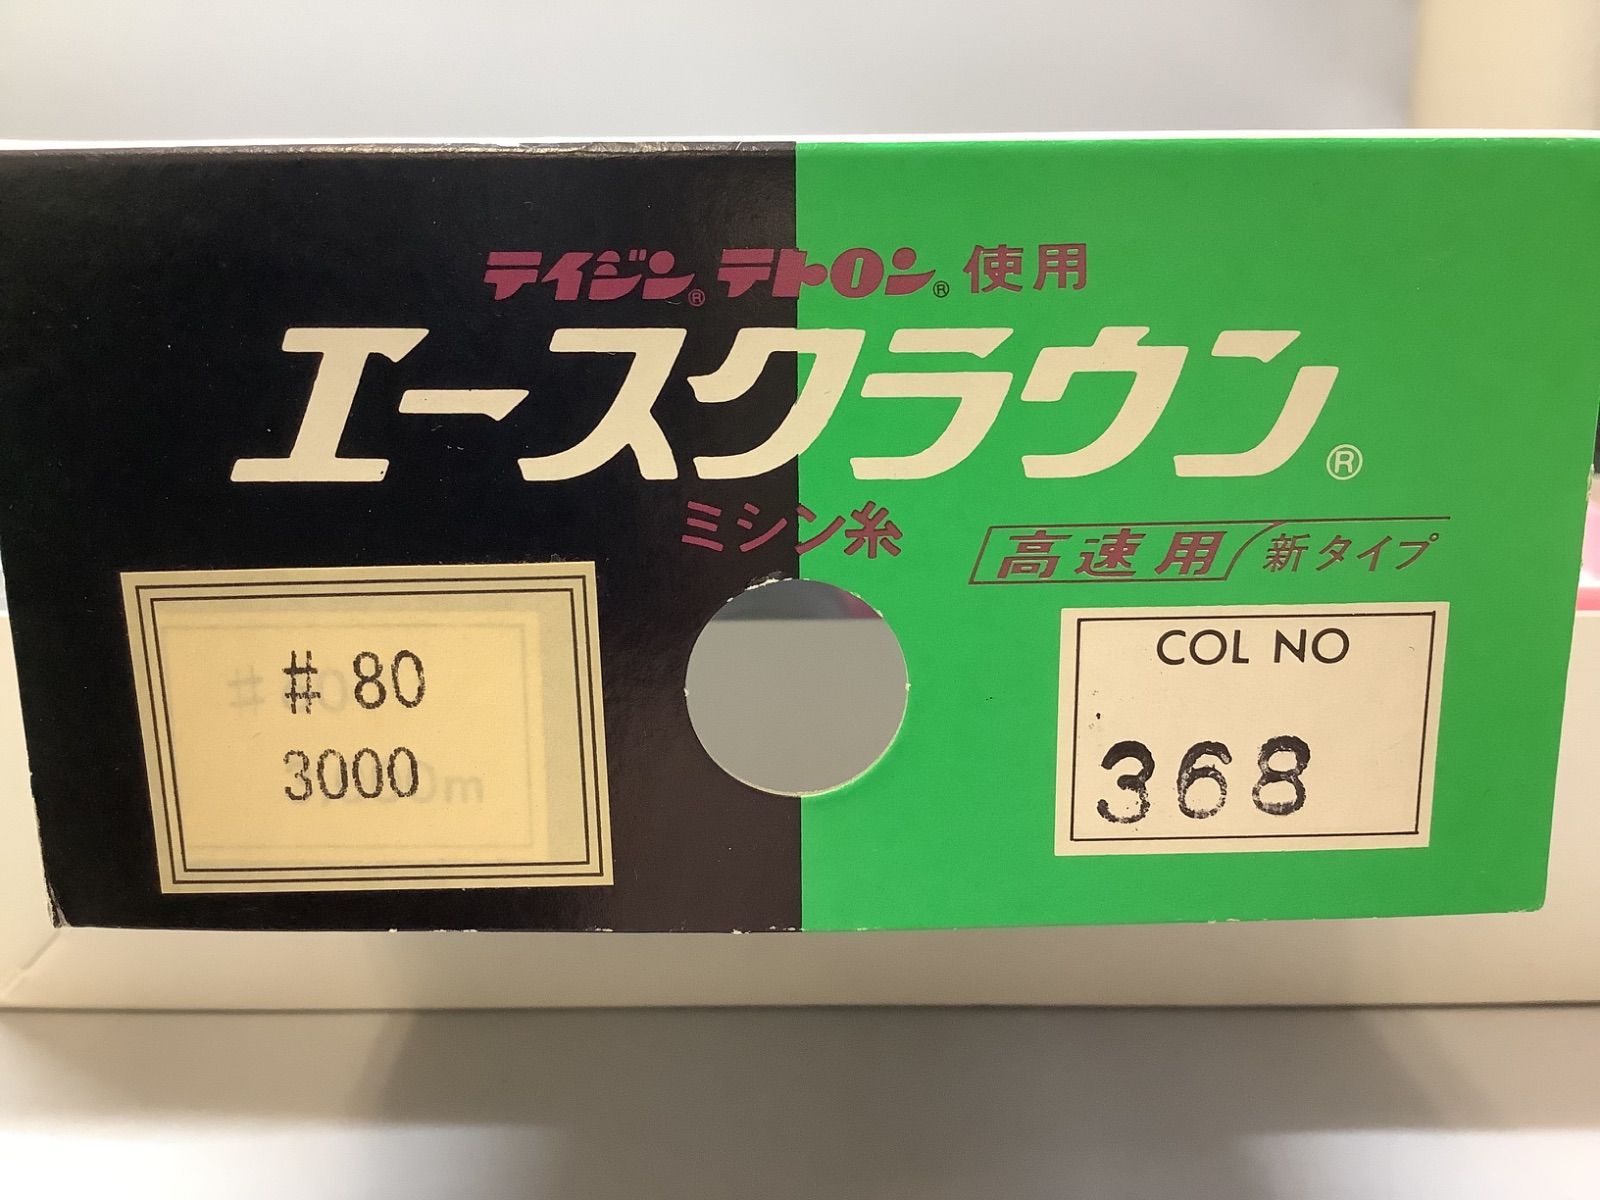 テイジン® テトロン® 使用
エースクラウン®
ミシン糸
高速用 新タイプ
# 80
3000
COL NO
368